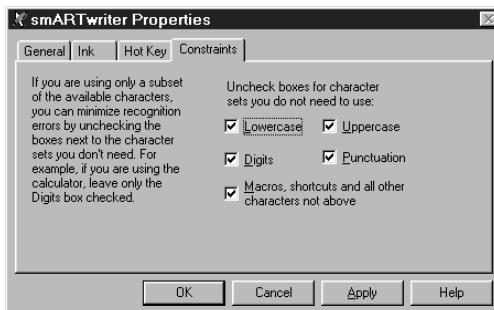 smARTwriter Properties
General Ink Hot Key Constraints
If you are using only a subset
of the available characters,
you can minimize recognition
errors by unchecking the
boxes next to the character
sets you don't need. For
example, if you are using the
calculator, leave only the
Digits box checked.
Uncheck boxes for character
sets you do not need to use:
Lowercase Uppercase
Digits Punctuation
Macros, shortcuts and all other
characters not above
OK Cancel Apply Help